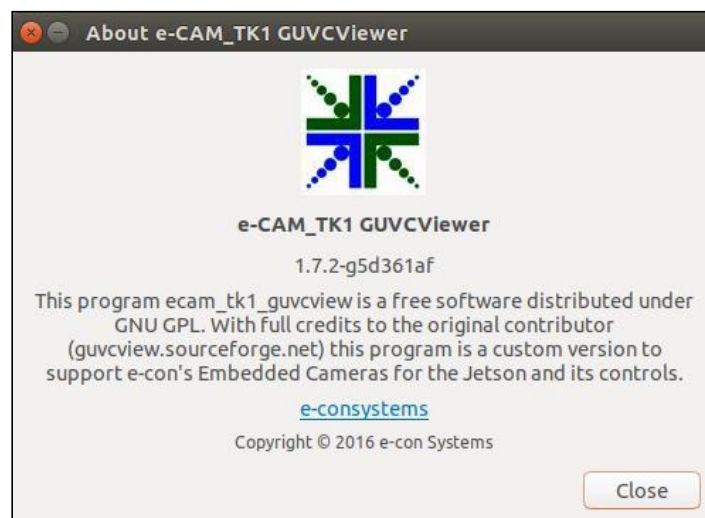 About e-CAM_TK1 GUVCViewer
e-CAM_TK1 GUVCViewer
1.7.2-g5d361af
This program ecam_tk1_guvcview is a free software distributed under
GNU GPL. With full credits to the original contributor
(guvcview.sourceforge.net) this program is a custom version to
support e-con's Embedded Cameras for the Jetson and its controls.
e-consystems
Copyright © 2016 e-con Systems
Close